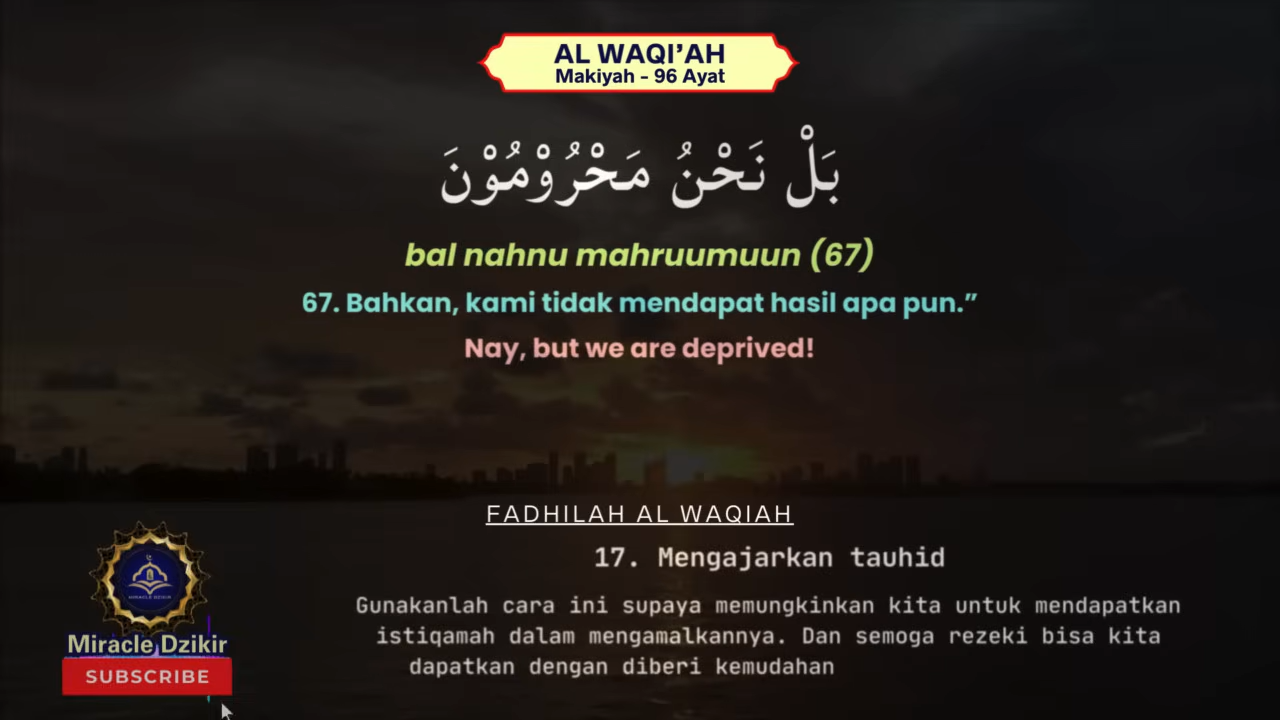 AL WAQI’AH
Makiyah - 96 Ayat
بَلْ نَحْنُ مَحْرُوْمُوْنَ
bal nahnu mahruumuun (67)
67. Bahkan, kami tidak mendapat hasil apa pun.”
Nay, but we are deprived!
FADHILAH AL WAQIAH
17. Mengajarkan tauhid
Gunakanlah cara ini supaya memungkinkan kita untuk mendapatkan
istiqamah dalam mengamalkannya. Dan semoga rezeki bisa kita
dapatkan dengan diberi kemudahan
MIRACLE DZIKIR
Miracle Dzikir
SUBSCRIBE